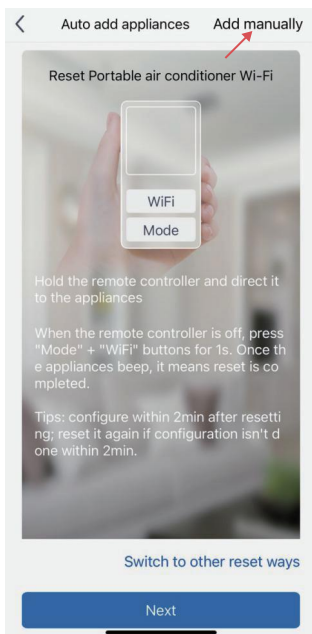 Auto add appliances Add manually
Reset Portable air conditioner Wi-Fi
WiFi
Mode
Hold the remote controller and direct it
to the appliances
When the remote controller is off, press
"Mode" + "WiFi" buttons for 1s. Once th
e appliances beep, it means reset is co
mpleted.
Tips: configure within 2min after resetti
ng; reset it again if configuration isn't d
one within 2min.
Switch to other reset ways
Next